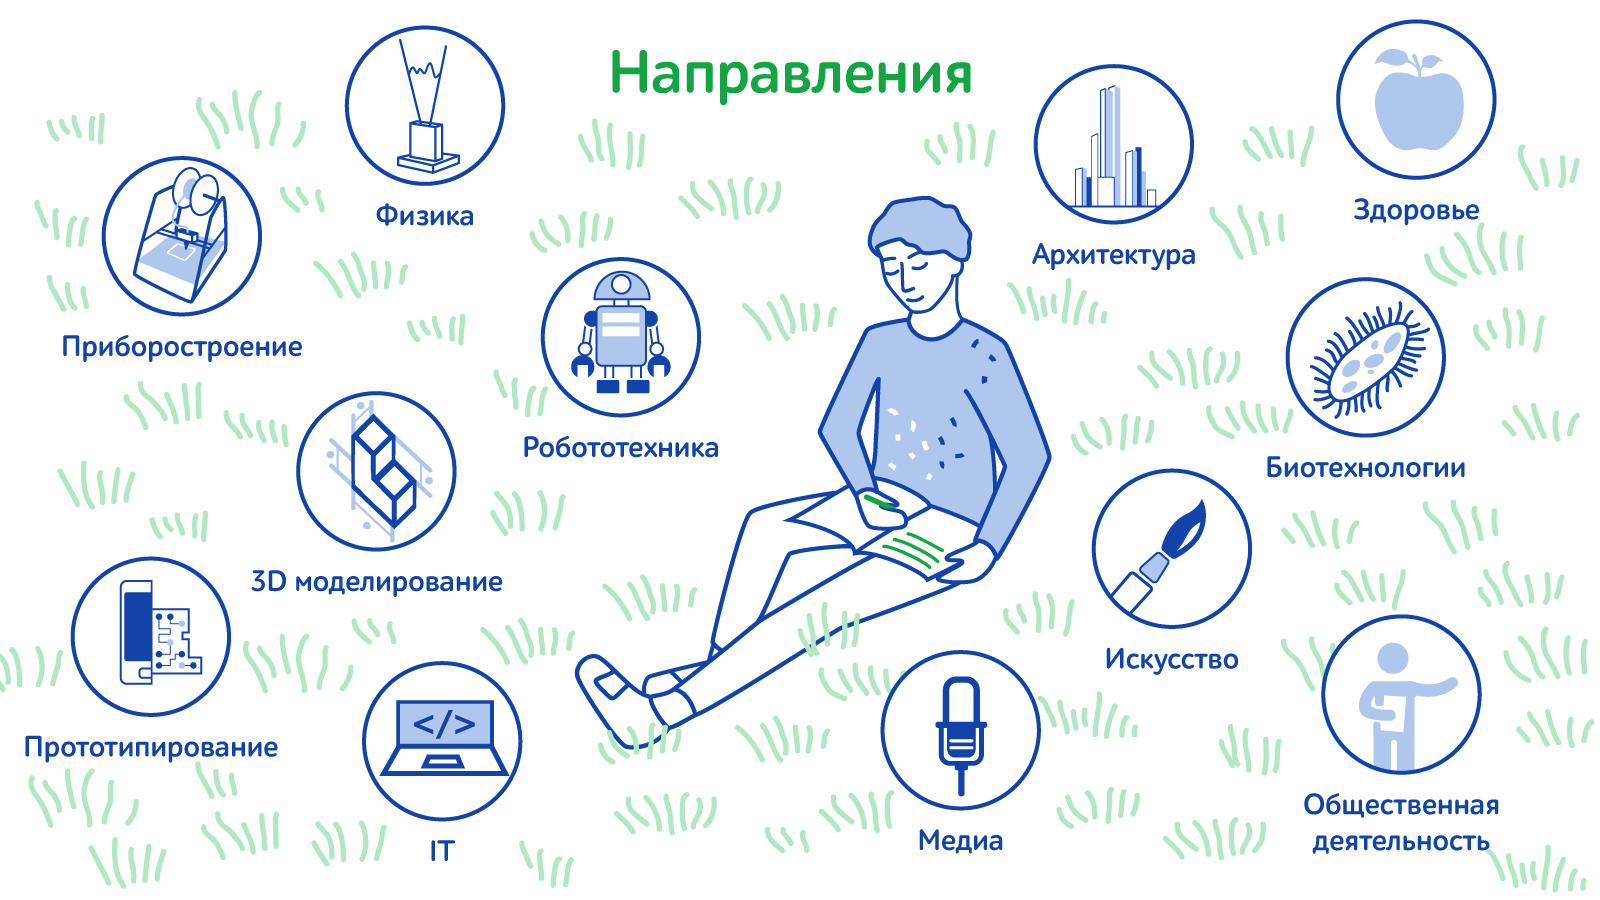 Направления
Физика
Здоровье
Архитектура
Приборостроение
Робототехника
Биотехнологии
3D моделирование
Искусство
Прототипирование
</>
IT
Медиа
Общественная
деятельность